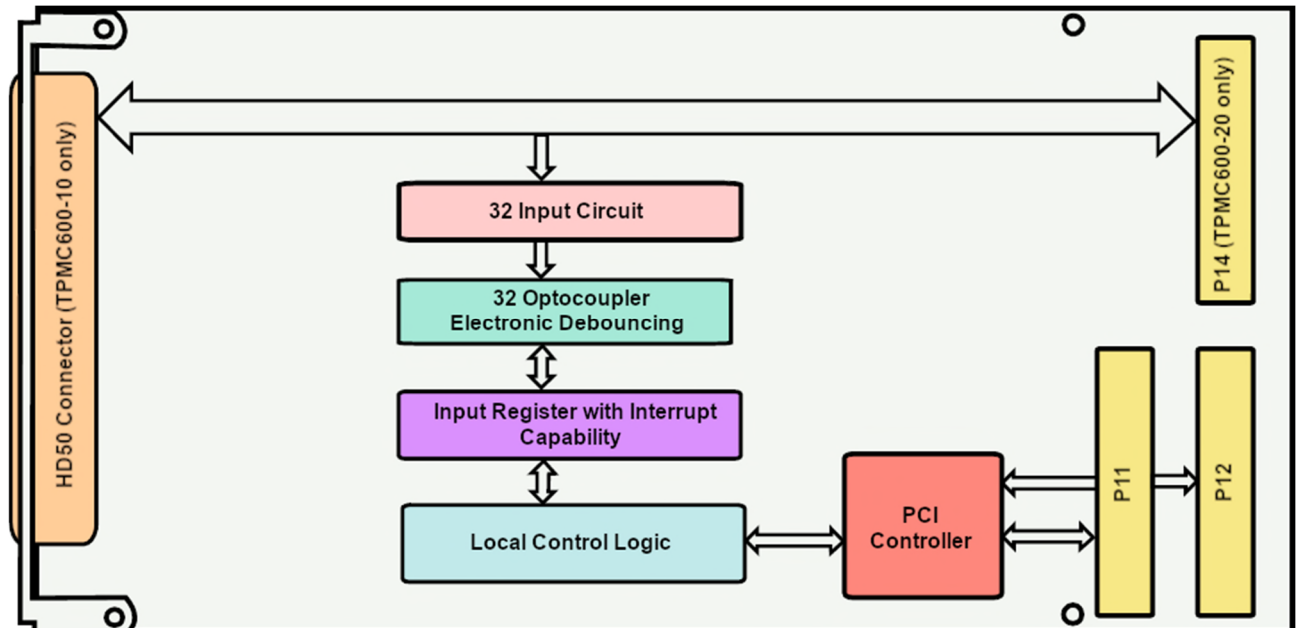 HD50 Connector (TPMC600-10 only)
P14 (TPMC600-20 only)
32 Input Circuit
32 Optocoupler
Electronic Debouncing
Input Register with Interrupt
Capability
Local Control Logic
PCI
Controller
P11
P12